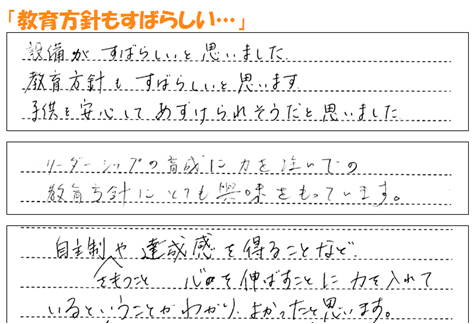 「教育方針もすばらしい…」
設備が すばらしいと思いました
教育方針も すばらしいと思います
子供を安心してあずけられそうだと思いました
リーダーシップの育成に力を注いでの
教育方針にとても興味をもっています。
自主制や達成感を得ることなど
をもつこと 心のを伸ばすことに力を入れて
いるということがわかり よかったと思います。